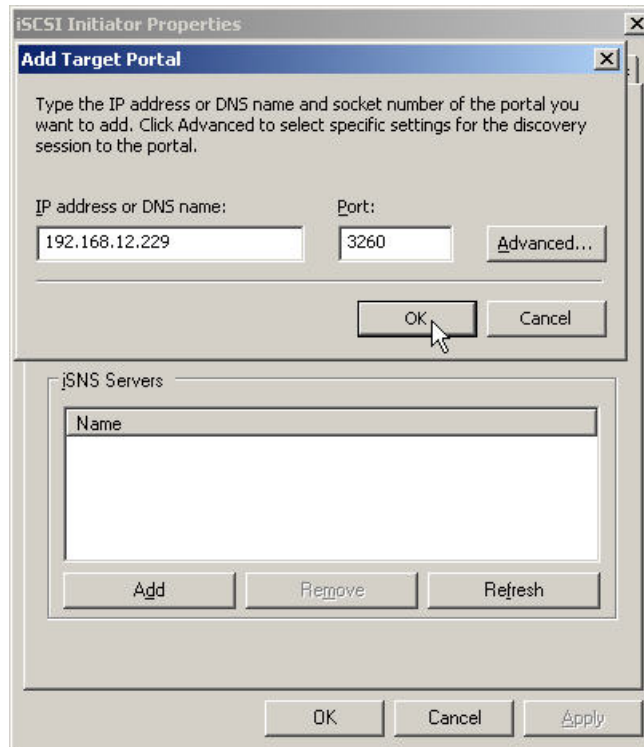 iSCSI Initiator Properties
Add Target Portal
Type the IP address or DNS name and socket number of the portal you
want to add. Click Advanced to select specific settings for the discovery
session to the portal.
IP address or DNS name:
Port:
192.168.12.229
3260
Advanced...
OK
Cancel
iSNS Servers
Name
Add
Remove
Refresh
OK
Cancel
Apply